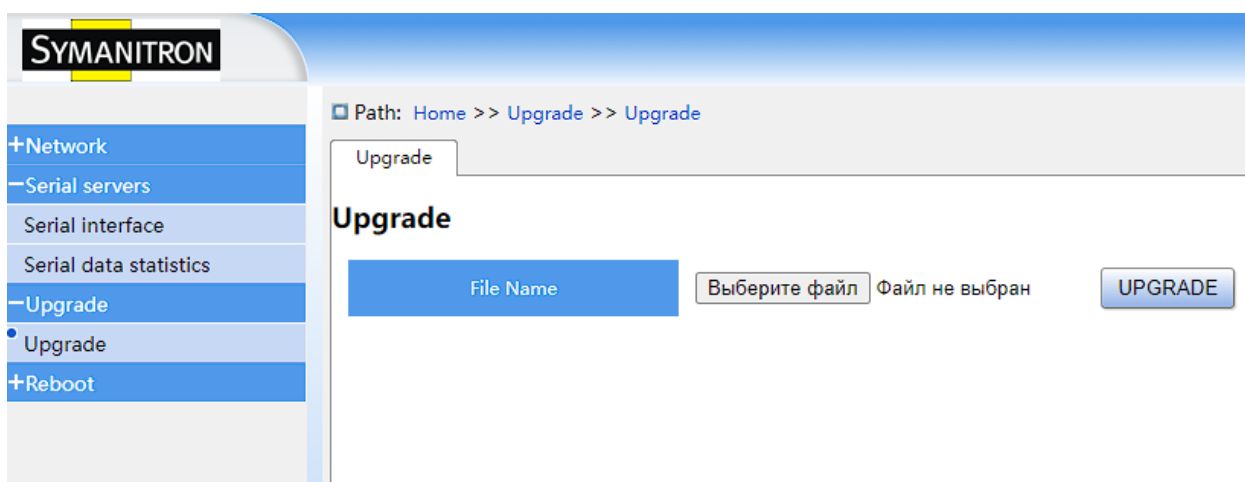 SYMANITRON
Path: Home >> Upgrade >> Upgrade
+Network
−Serial servers
Serial interface
Serial data statistics
−Upgrade
Upgrade
+Reboot
Upgrade
Upgrade
File Name Выберите файл Файл не выбран UPGRADE